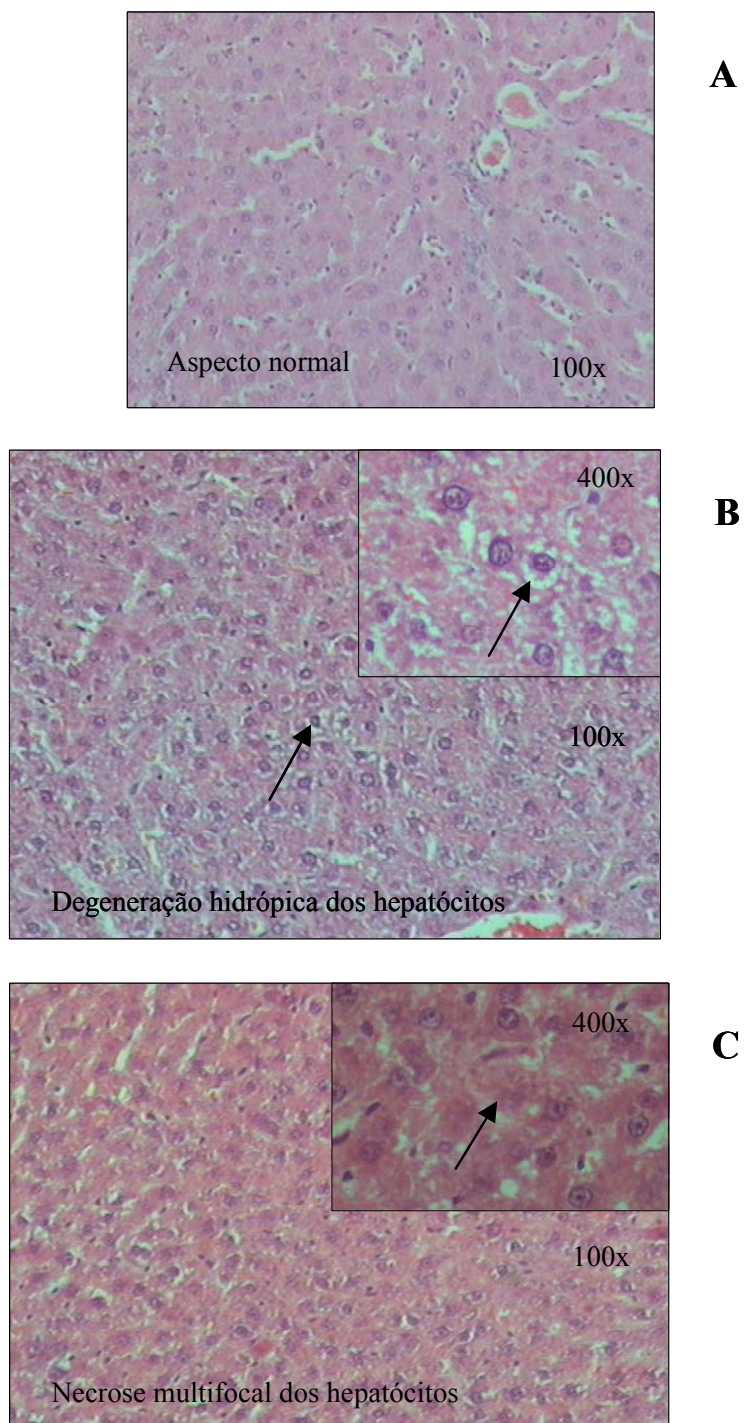 A
Aspecto normal
100x
400x
B
100x
Degeneração hidrópica dos hepatócitos
400x
C
100x
Necrose multifocal dos hepatócitos